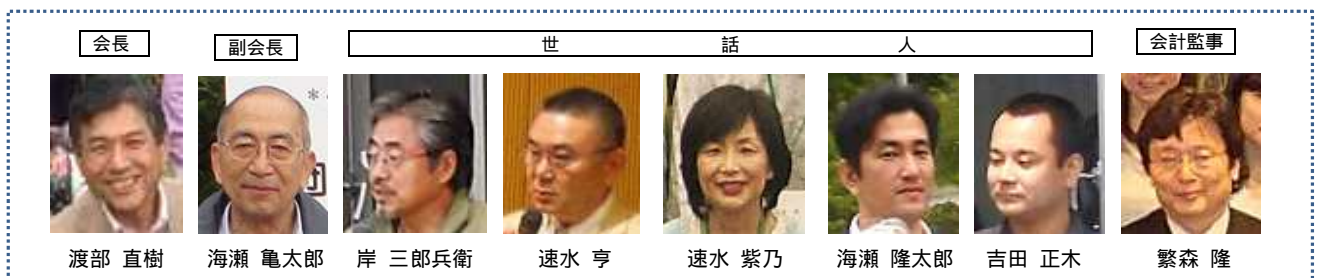 会長 副会長 世話人 会計監事
渡部 直樹 海瀬 亀太郎 岸 三郎兵衛 速水 亨 速水 紫乃 海瀬 隆太郎 吉田 正木 繁森 隆